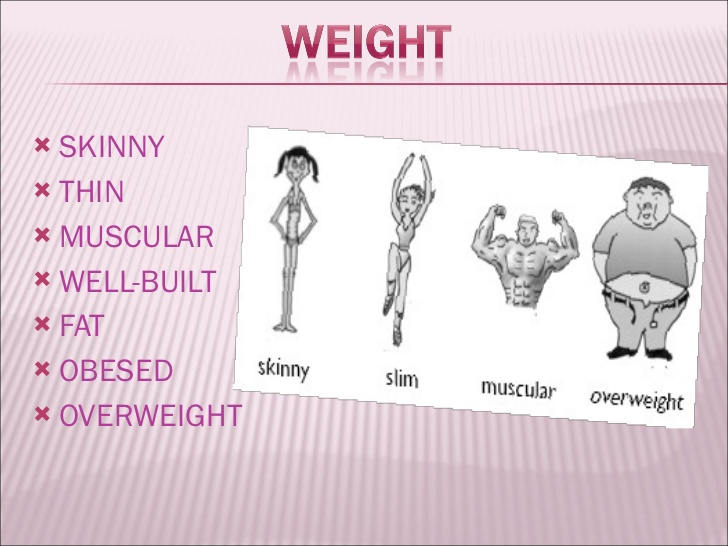 WEIGHT
SKINNY
THIN
MUSCULAR
WELL-BUILT
FAT
OBESED
OVERWEIGHT
skinny
slim
muscular
overweight